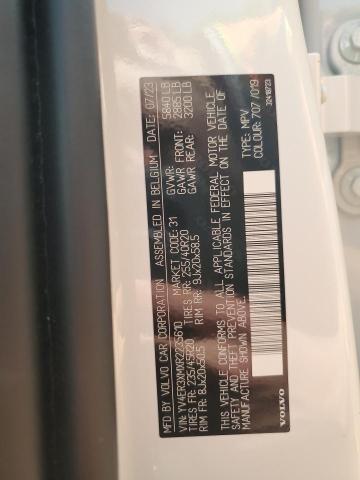 MFD BY VOLVO CAR CORPORATION ASSEMBLED IN BELGIUM DATE: 07/23
GVWR: 5840 LB
GAWR FRONT: 2885 LB
VIN: YV4ER3XMXR2235610 MARKET CODE: 31 GAWR REAR: 3200 LB
TIRES FR: 235/45R20 TIRES RR: 255/40R20
RIM FR: 8Jx20x50.5 RIM RR: 9Jx20x58.5
THIS VEHICLE CONFORMS TO ALL APPLICABLE FEDERAL MOTOR VEHICLE
SAFETY AND THEFT PREVENTION STANDARDS IN EFFECT ON THE DATE OF
MANUFACTURE SHOWN ABOVE.
TYPE: MPV
COLOUR: 707 / 019
32418723
VOLVO